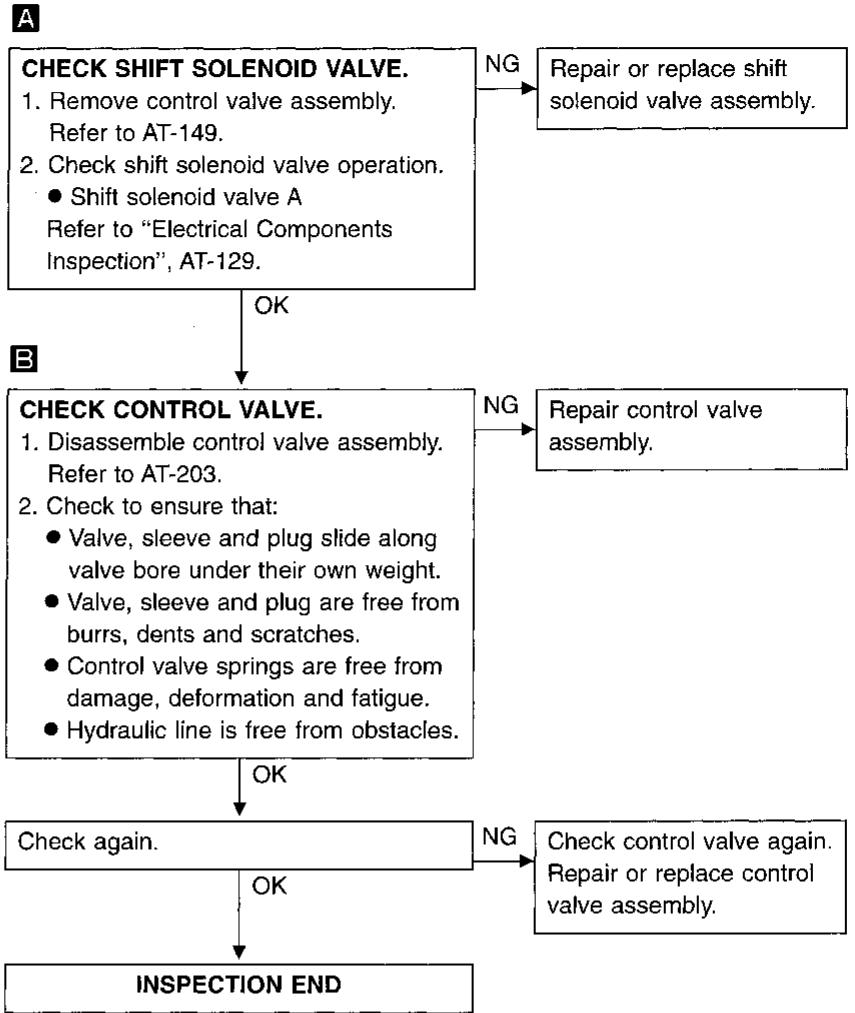 A
CHECK SHIFT SOLENOID VALVE.
1. Remove control valve assembly.
Refer to AT-149.
2. Check shift solenoid valve operation.
● Shift solenoid valve A
Refer to “Electrical Components
Inspection”, AT-129.
NG
Repair or replace shift
solenoid valve assembly.
OK
B
CHECK CONTROL VALVE.
1. Disassemble control valve assembly.
Refer to AT-203.
2. Check to ensure that:
● Valve, sleeve and plug slide along
valve bore under their own weight.
● Valve, sleeve and plug are free from
burrs, dents and scratches.
● Control valve springs are free from
damage, deformation and fatigue.
● Hydraulic line is free from obstacles.
NG
Repair control valve
assembly.
OK
Check again.
NG
Check control valve again.
Repair or replace control
valve assembly.
OK
INSPECTION END